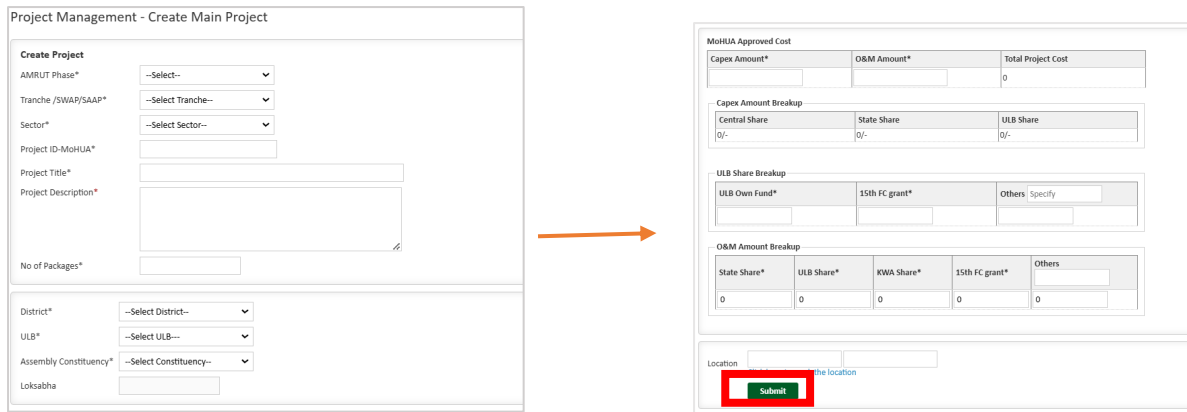 Project Management - Create Main Project
Create Project
AMRUT Phase* --Select--
Tranche /SWAP/SAAP* --Select Tranche--
Sector* --Select Sector--
Project ID-MoHUA*
Project Title*
Project Description*
No of Packages*
District* --Select District--
ULB* --Select ULB---
Assembly Constituency* --Select Constituency--
Loksabha
MoHUA Approved Cost
Capex Amount* O&M Amount* Total Project Cost
0
Capex Amount Breakup
Central Share State Share ULB Share
0/- 0/- 0/-
ULB Share Breakup
ULB Own Fund* 15th FC grant* Others Specify
O&M Amount Breakup
State Share* ULB Share* KWA Share* 15th FC grant* Others
0 0 0 0 0
Location
the location
Submit